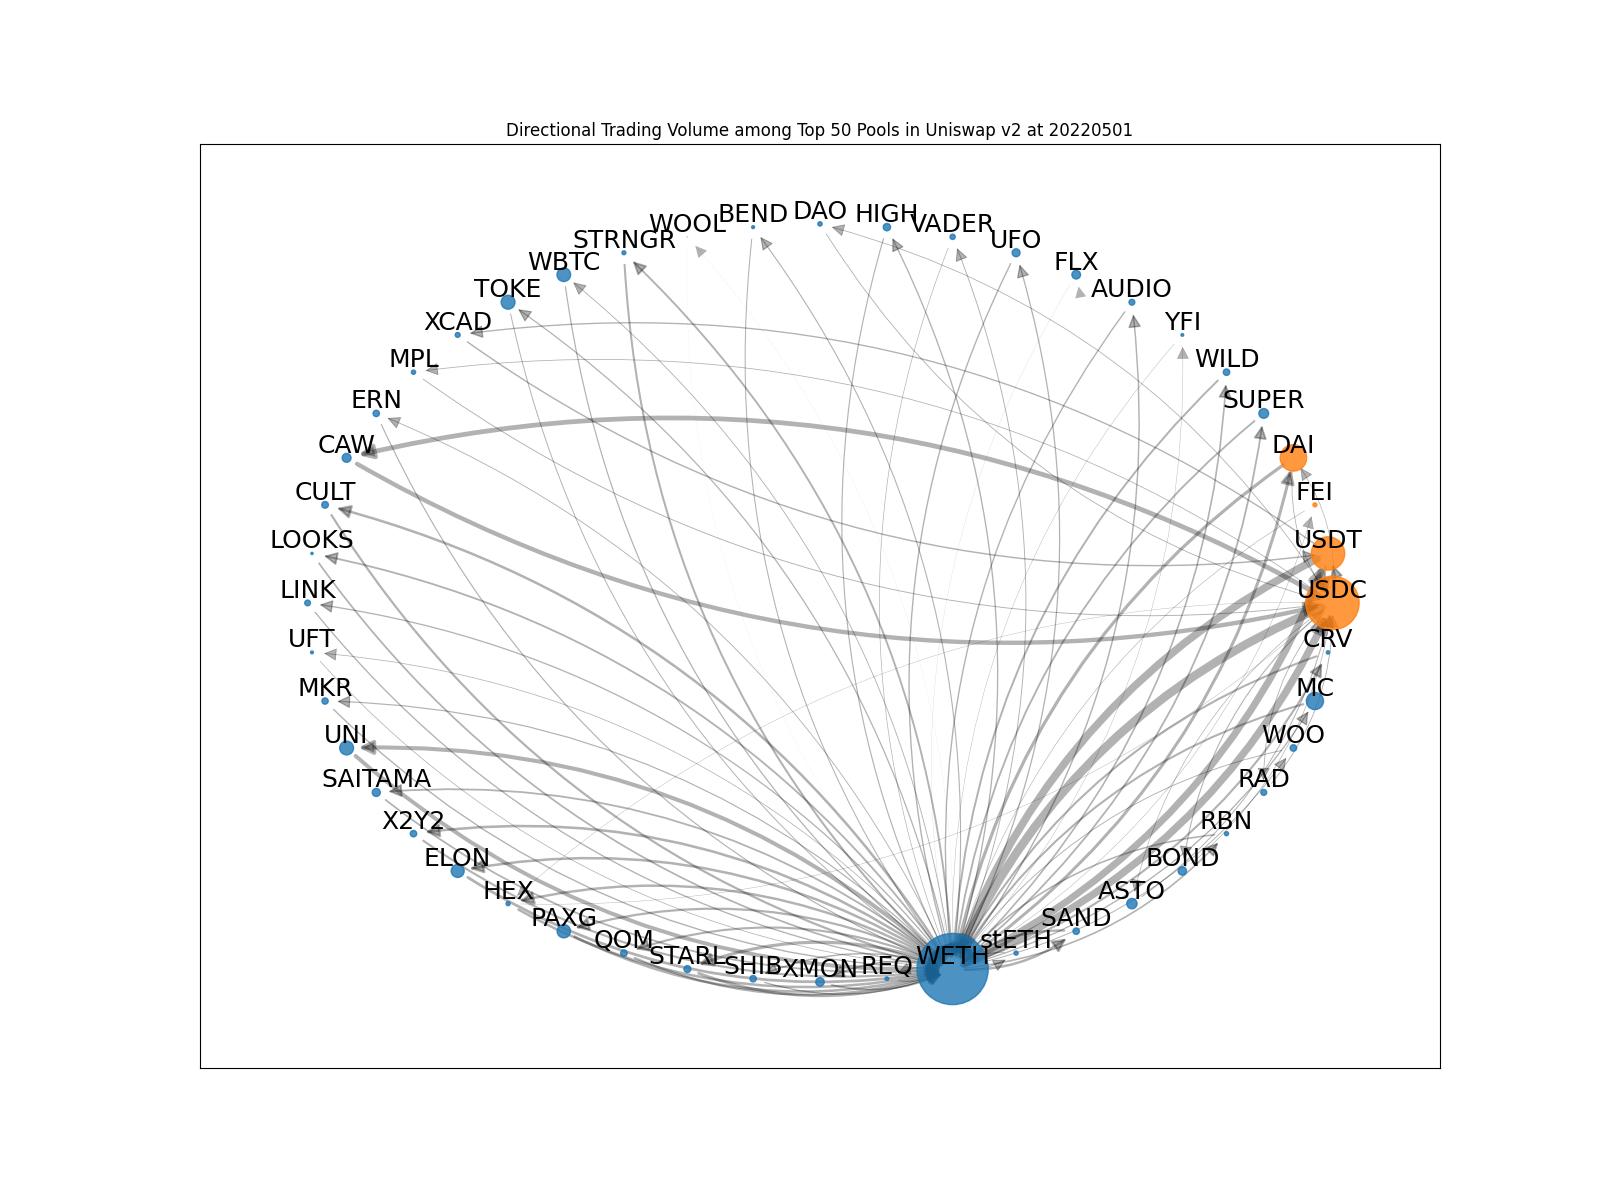 Directional Trading Volume among Top 50 Pools in Uniswap v2 at 20220501
BEND DAO HIGH
WOOL VADER
STRNGR UFO
WBTC FLX
TOKE AUDIO
XCAD YFI
MPL WILD
ERN SUPER
CAW DAI
CULT FEI
LOOKS USDT
LINK USDC
UFT CRV
MKR MC
UNI WOO
SAITAMA RAD
X2Y2 RBN
ELON BOND
HEX ASTO
PAXG SAND
QOM stETH
STARL WETH
SHIB XMON REQ